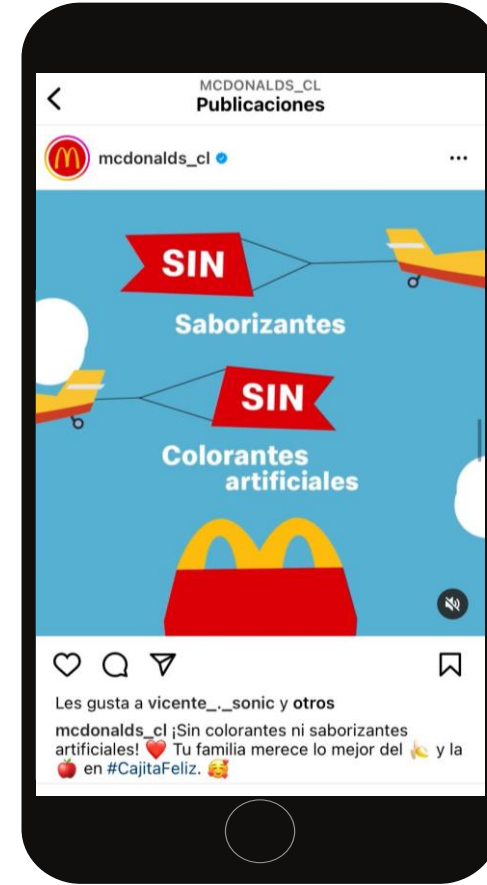 MCDONALDS_CL
Publicaciones
mcdonalds_cl
SIN
Saborizantes
SIN
Colorantes
artificiales
Les gusta a vicente_._sonic y otros
mcdonalds_cl ¡Sin colorantes ni saborizantes
artificiales! ❤️ Tu familia merece lo mejor del 🍌 y la
🍎 en #CajitaFeliz. 🥰